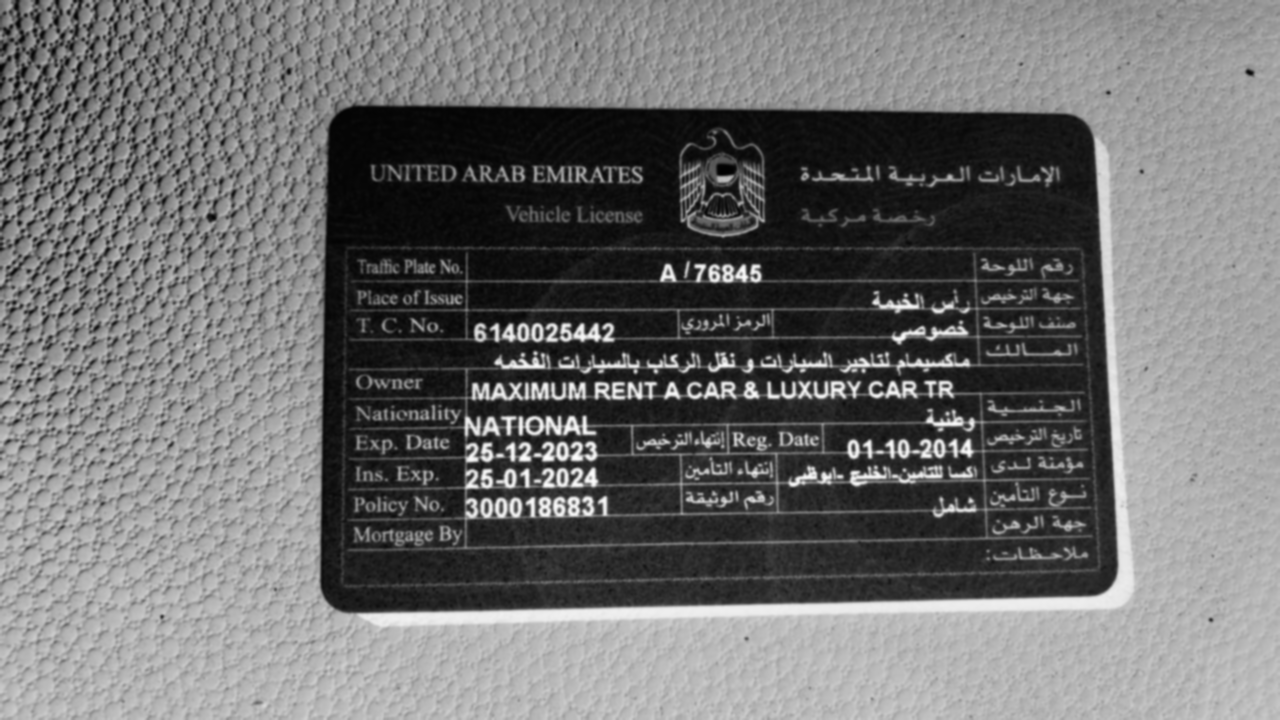 UNITED ARAB EMIRATES الإمارات العربية المتحدة
Vehicle License رخصة مركبة
Traffic Plate No. A / 76845 رقم اللوحة
Place of Issue رأس الخيمة جهة الترخيص
T. C. No. 6140025442 الرمز المروري خصوصي صنف اللوحة
ماكسيمام لتاجير السيارات و نقل الركاب بالسيارات الفخمه المالك
Owner MAXIMUM RENT A CAR & LUXURY CAR TR
Nationality NATIONAL وطنية الجنسية
Exp. Date 25-12-2023 إنتهاء الترخيص Reg. Date 01-10-2014 تاريخ الترخيص
Ins. Exp. 25-01-2024 إنتهاء التأمين اكسا للتامين-الخليج -ابوظبي مؤمنة لدى
Policy No. 3000186831 رقم الوثيقة شامل نوع التأمين
Mortgage By جهة الرهن
ملاحظات: